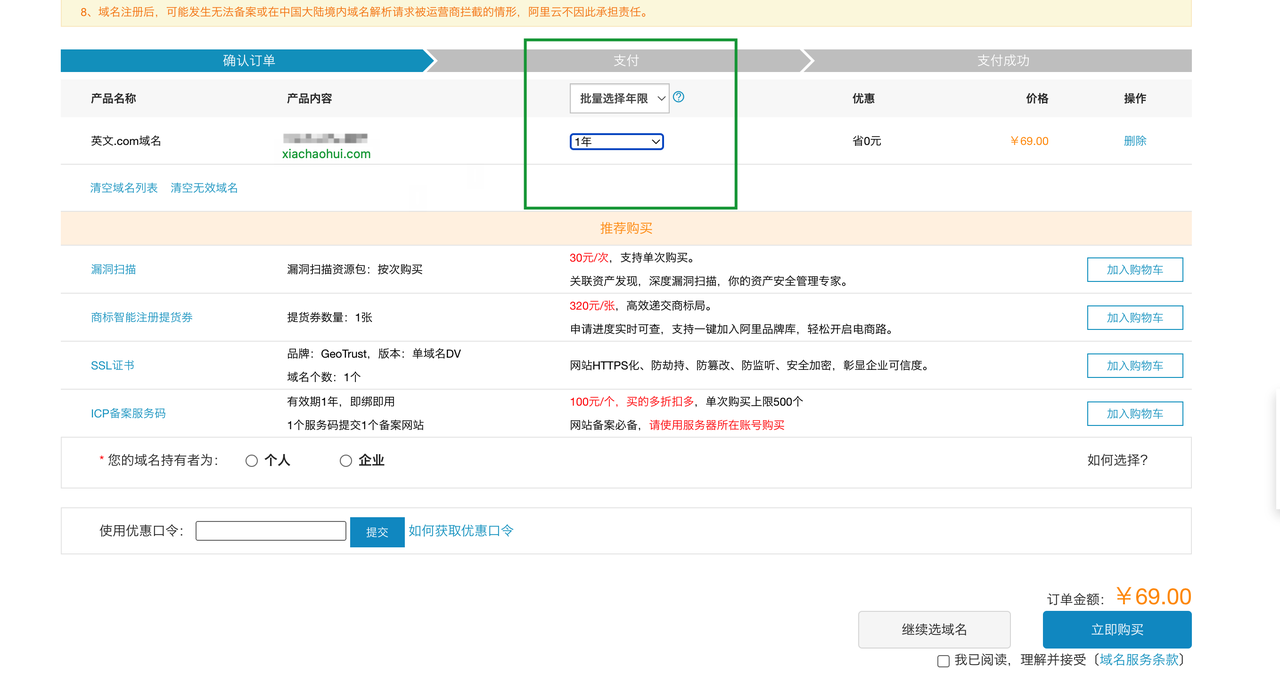 8、域名注册后，可能发生无法备案或在中国大陆境内域名解析请求被运营商拦截的情形，阿里云不因此承担责任。
确认订单 支付 支付成功
产品名称 产品内容 批量选择年限 ? 优惠 价格 操作
英文.com域名 1年 省0元 ￥69.00 删除
xiachaohui.com
清空域名列表 清空无效域名
推荐购买
漏洞扫描 漏洞扫描资源包：按次购买 30元/次，支持单次购买。
关联资产发现，深度漏洞扫描，你的资产安全管理专家。 加入购物车
商标智能注册提货券 提货券数量：1张 320元/张，高效递交商标局。
申请进度实时可查，支持一键加入阿里品牌库，轻松开启电商路。 加入购物车
SSL证书 品牌：GeoTrust，版本：单域名DV
域名个数：1个 网站HTTPS化、防劫持、防篡改、防监听、安全加密，彰显企业可信度。 加入购物车
ICP备案服务码 有效期1年，即绑即用 100元/个，买的多折扣多，单次购买上限500个
1个服务码提交1个备案网站 网站备案必备，请使用服务器所在账号购买 加入购物车
* 您的域名持有者为： 个人 企业 如何选择?
使用优惠口令： 提交 如何获取优惠口令
订单金额：￥69.00
继续选域名 立即购买
我已阅读，理解并接受〔域名服务条款〕